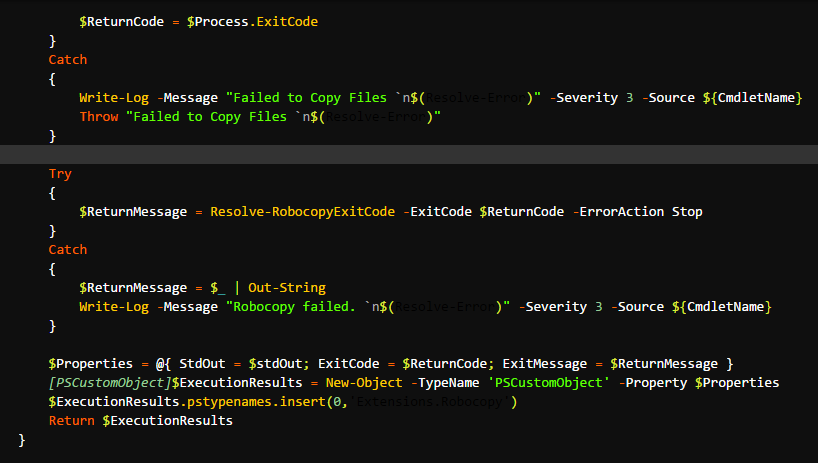 $ReturnCode = $Process.ExitCode
}
Catch
{
Write-Log -Message "Failed to Copy Files `n$(Resolve-Error)" -Severity 3 -Source ${CmdletName}
Throw "Failed to Copy Files `n$(Resolve-Error)"
}
Try
{
$ReturnMessage = Resolve-RobocopyExitCode -ExitCode $ReturnCode -ErrorAction Stop
}
Catch
{
$ReturnMessage = $_ | Out-String
Write-Log -Message "Robocopy failed. `n$(Resolve-Error)" -Severity 3 -Source ${CmdletName}
}
$Properties = @{ StdOut = $stdOut; ExitCode = $ReturnCode; ExitMessage = $ReturnMessage }
[PSCustomObject]$ExecutionResults = New-Object -TypeName 'PSCustomObject' -Property $Properties
$ExecutionResults.pstypenames.insert(0,'Extensions.Robocopy')
Return $ExecutionResults
}